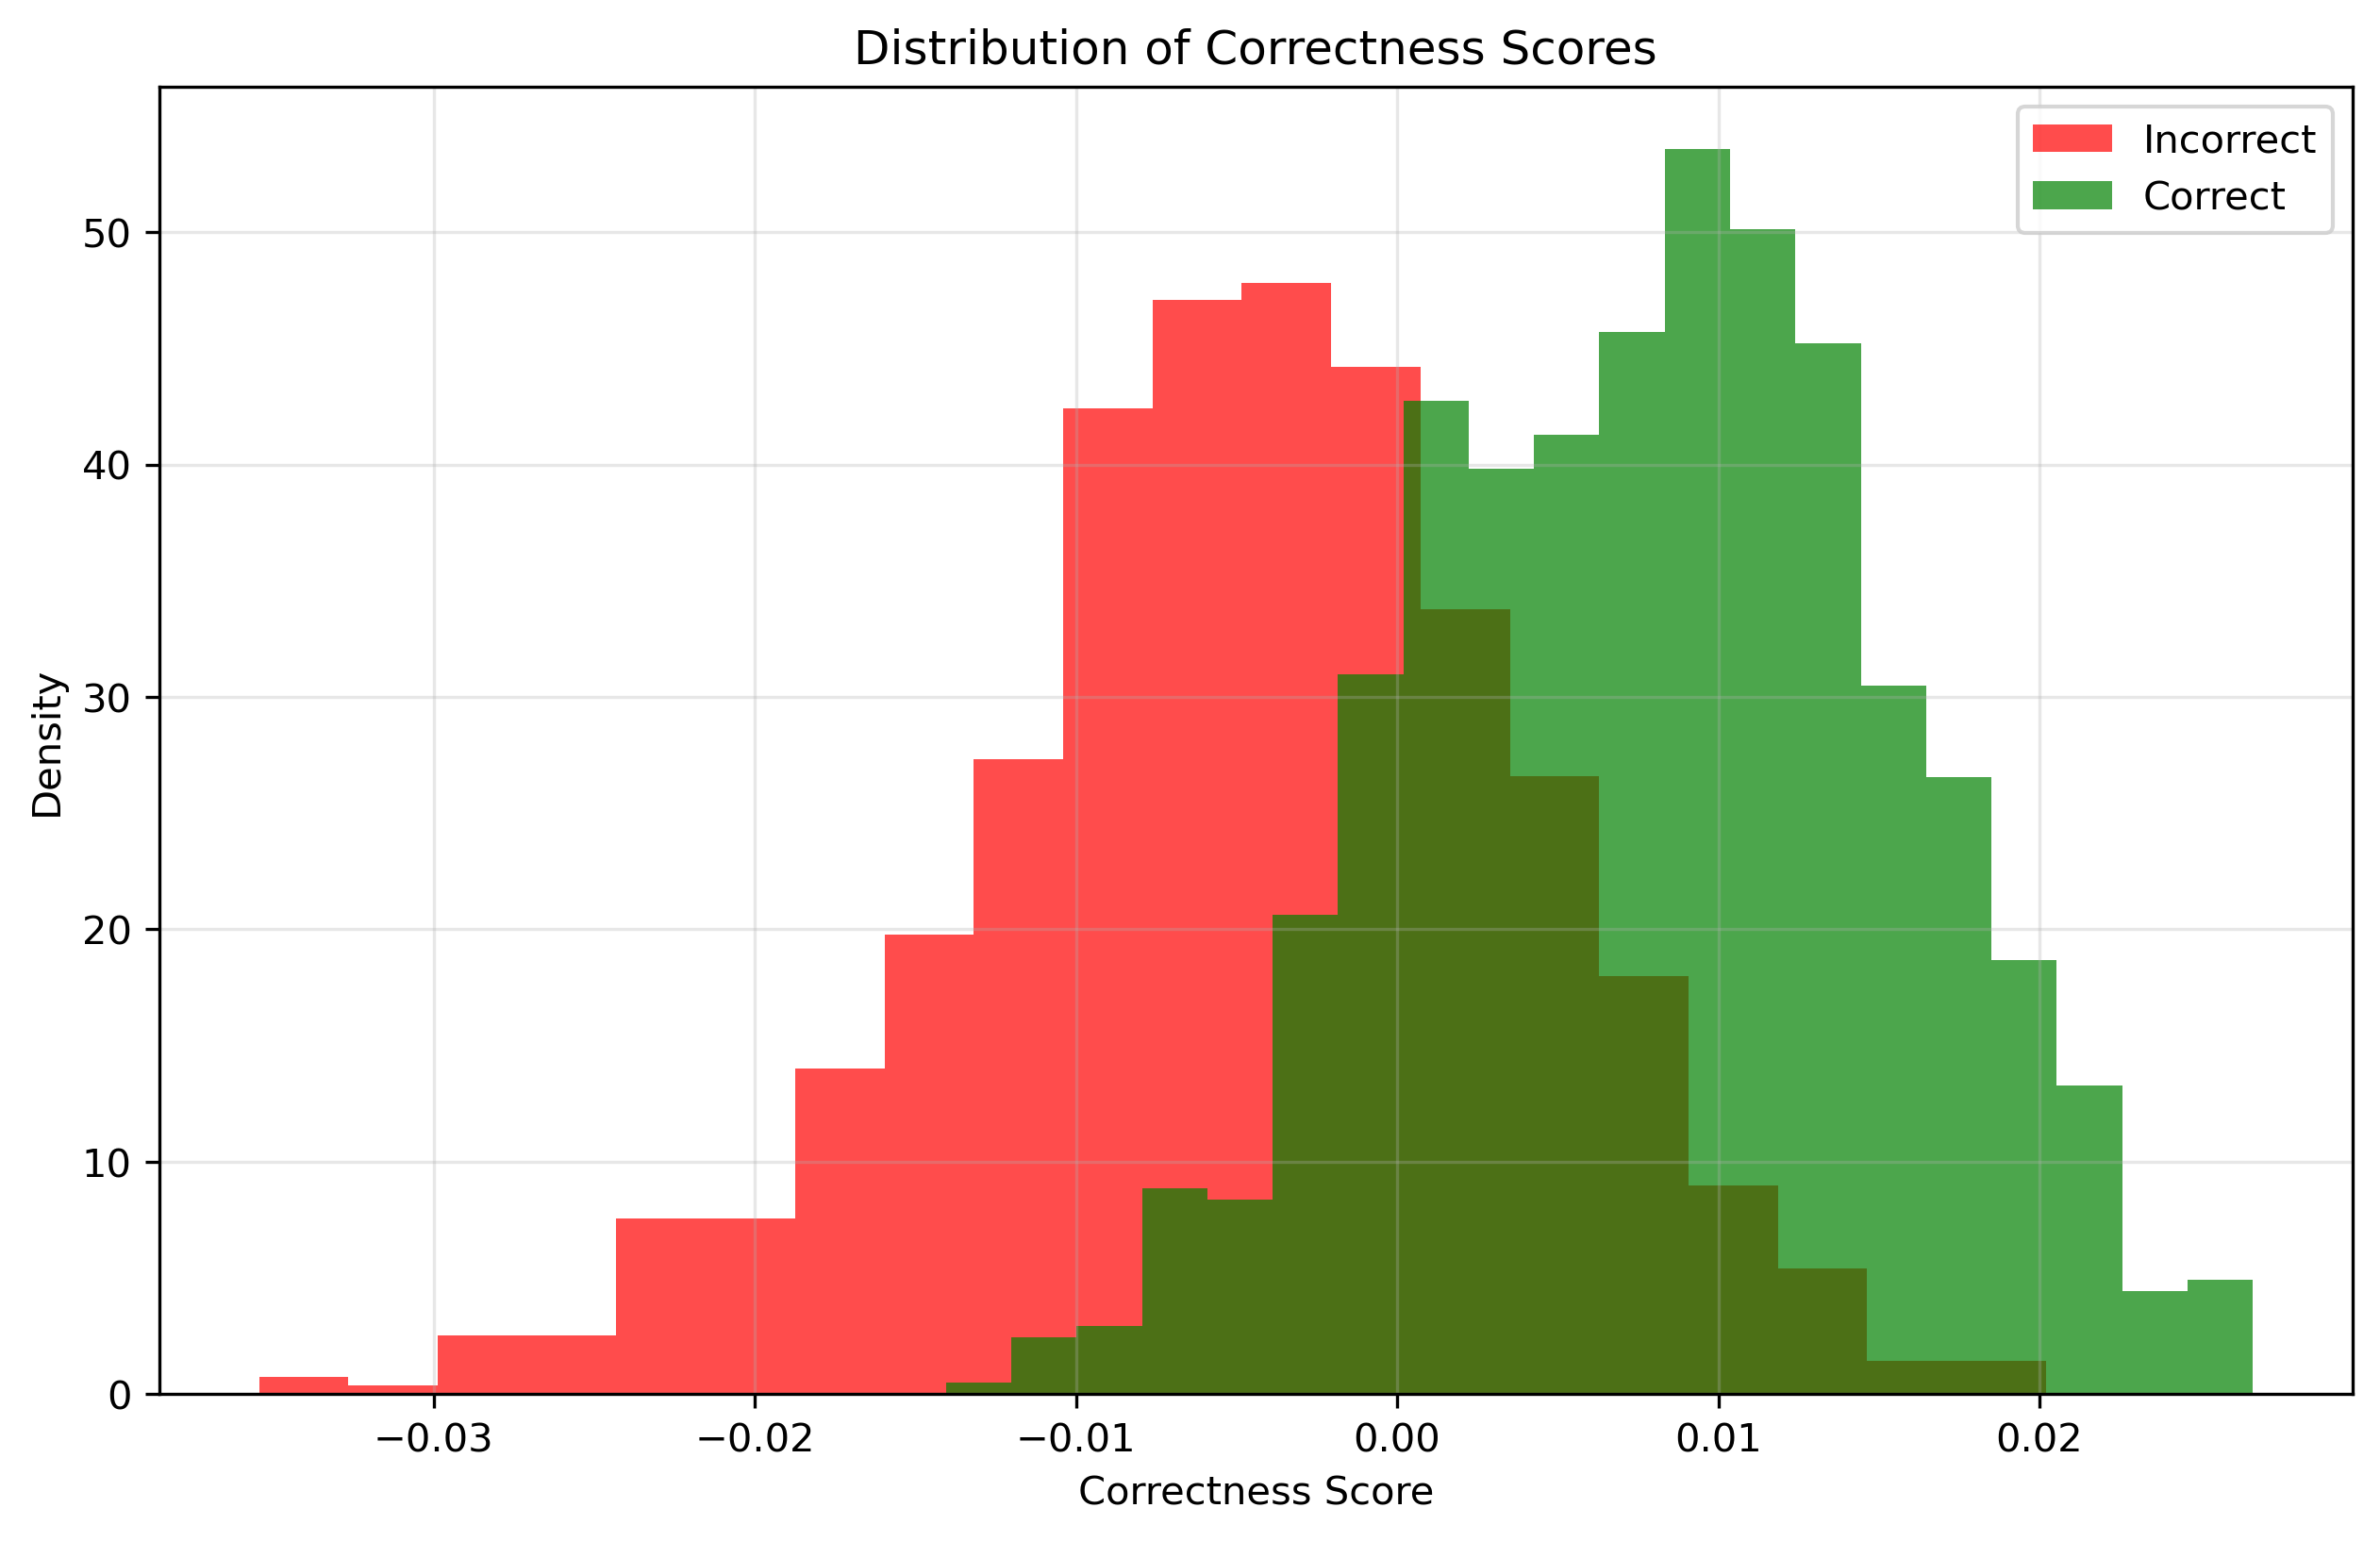 Distribution of Correctness Scores
Incorrect
Correct
50
40
30
20
10
0
Density
−0.03 −0.02 −0.01 0.00 0.01 0.02
Correctness Score